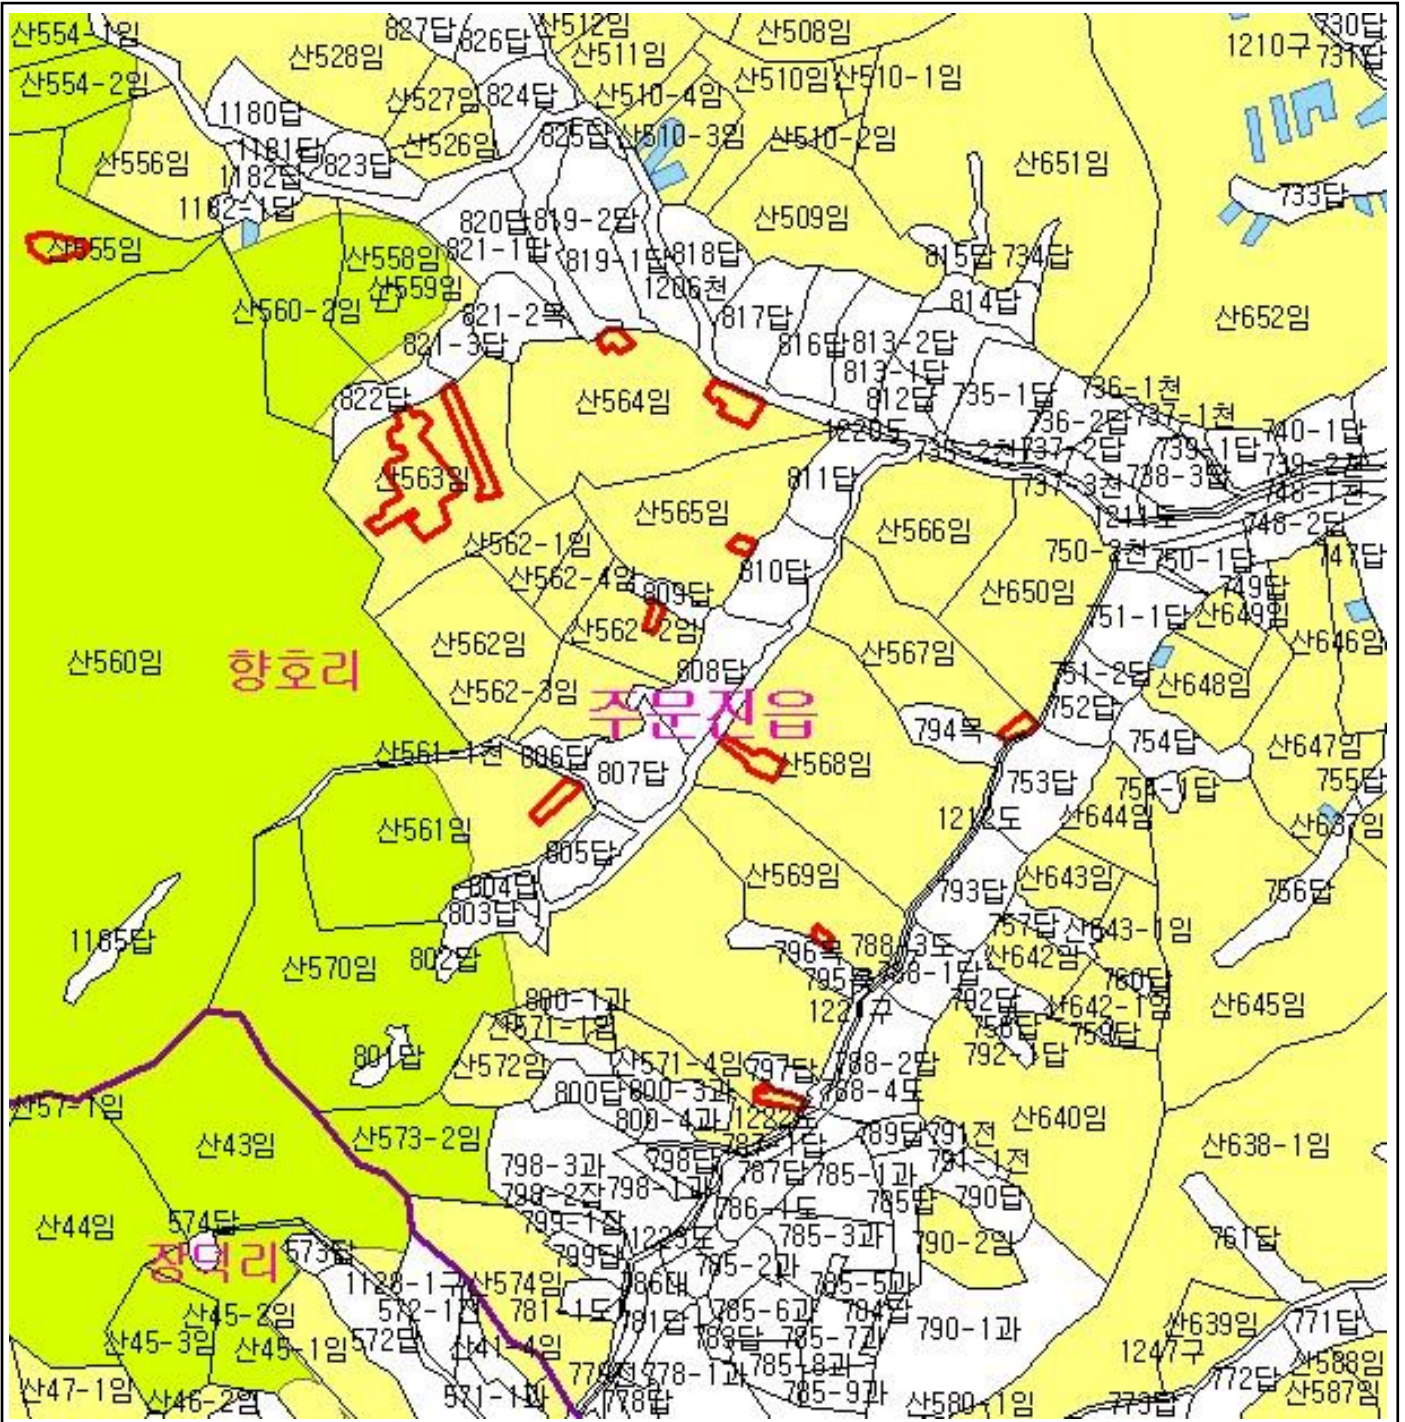 산554-1임
산528임
827답
826답
산512임
산511임
산508임
1210구
730답
731답
산554-2임
산527임
824답
산510-4임
산510임
산510-1임
1180답
산526임
825답
산510-3임
산510-2임
산556임
1181답
823답
1182답
산651임
1182-1답
733답
820답
819-2답
산509임
산555임
산558임
821-1답
819-1답
818답
815답
734답
산559임
1206천
산560-2임
821-2목
817답
814답
산652임
821-3답
816답
813-2답
813-1답
822답
산564임
812답
735-1답
736-1천
736-2답
737-1천
740-1답
737-2답
739-1답
산563임
811답
737-3천
738-3답
산565임
산566임
748-2답
산562-1임
750-2천
750-1답
747답
산562-4임
810답
749답
809답
산650임
751-1답
산649임
산562임
산562-2임
산567임
산646임
산560임
향호리
808답
751-2답
산648임
산562-3임
주문진읍
752답
794목
754답
산647임
산561-1천
806답
807답
산568임
753답
754-1답
755답
산561임
1212도
산644임
산637임
805답
산569임
804답
793답
산643임
756답
803답
757답
산643-1임
1185답
802답
796목
788-3도
산642임
산570임
795목
788-1답
760답
800-1과
792답
산642-1임
산645임
산571-1임
758답
759답
801답
산572임
산571-4임
797답
788-2답
792-1답
800답
800-3과
788-4도
산57-1임
800-4과
산640임
산43임
산573-2임
787-1답
789답
791전
산638-1임
798-3과
798답
787답
785-1과
791-1전
798-2잡
798-1과
786-1도
785답
790답
산44임
574답
799-1잡
785-3과
761답
장덕리
573답
799답
785-2과
790-2임
1128-1구
산574임
786대
785-5과
산45-2임
572-1전
781-1도
785-6과
784답
산639임
771답
산45-3임
산45-1임
572답
산41-4임
781답
783답
785-7과
790-1과
1247구
산588임
산47-1임
산46-2임
778-1과
785-8과
772답
산587임
778답
785-9과
산580-1임
773답